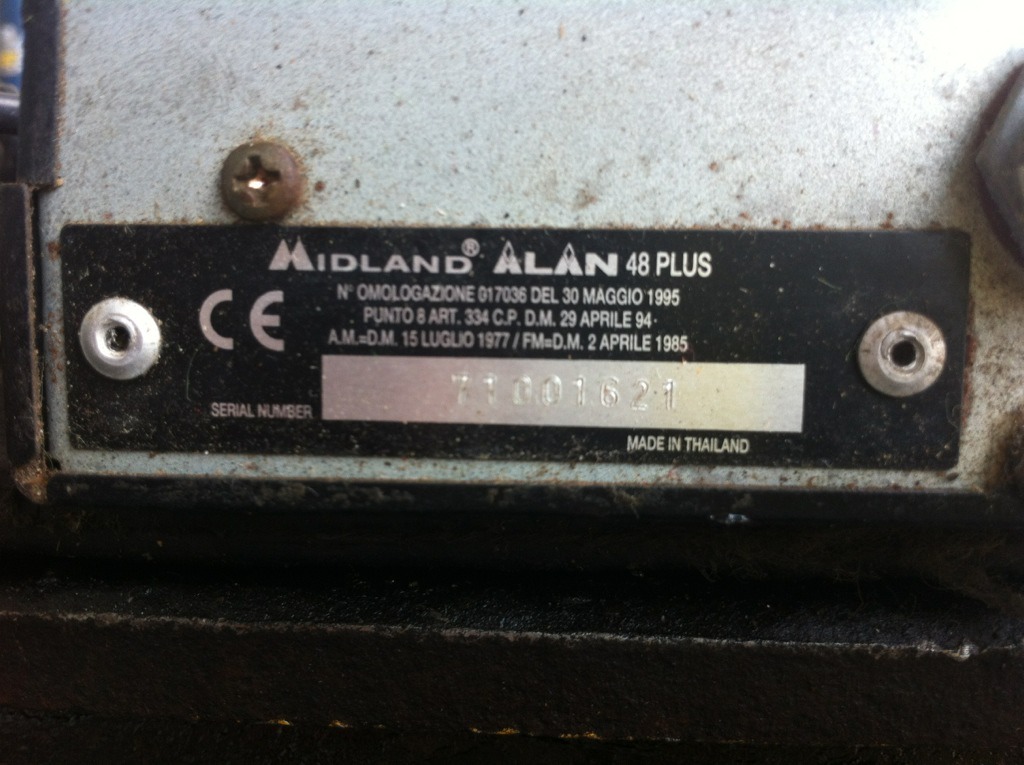 MIDLAND® ALAN 48 PLUS
CE
N° OMOLOGAZIONE 017036 DEL 30 MAGGIO 1995
PUNTO 8 ART. 334 C.P. D.M. 29 APRILE 94.
A.M.=D.M. 15 LUGLIO 1977 / FM=D.M. 2 APRILE 1985
SERIAL NUMBER 71001621
MADE IN THAILAND